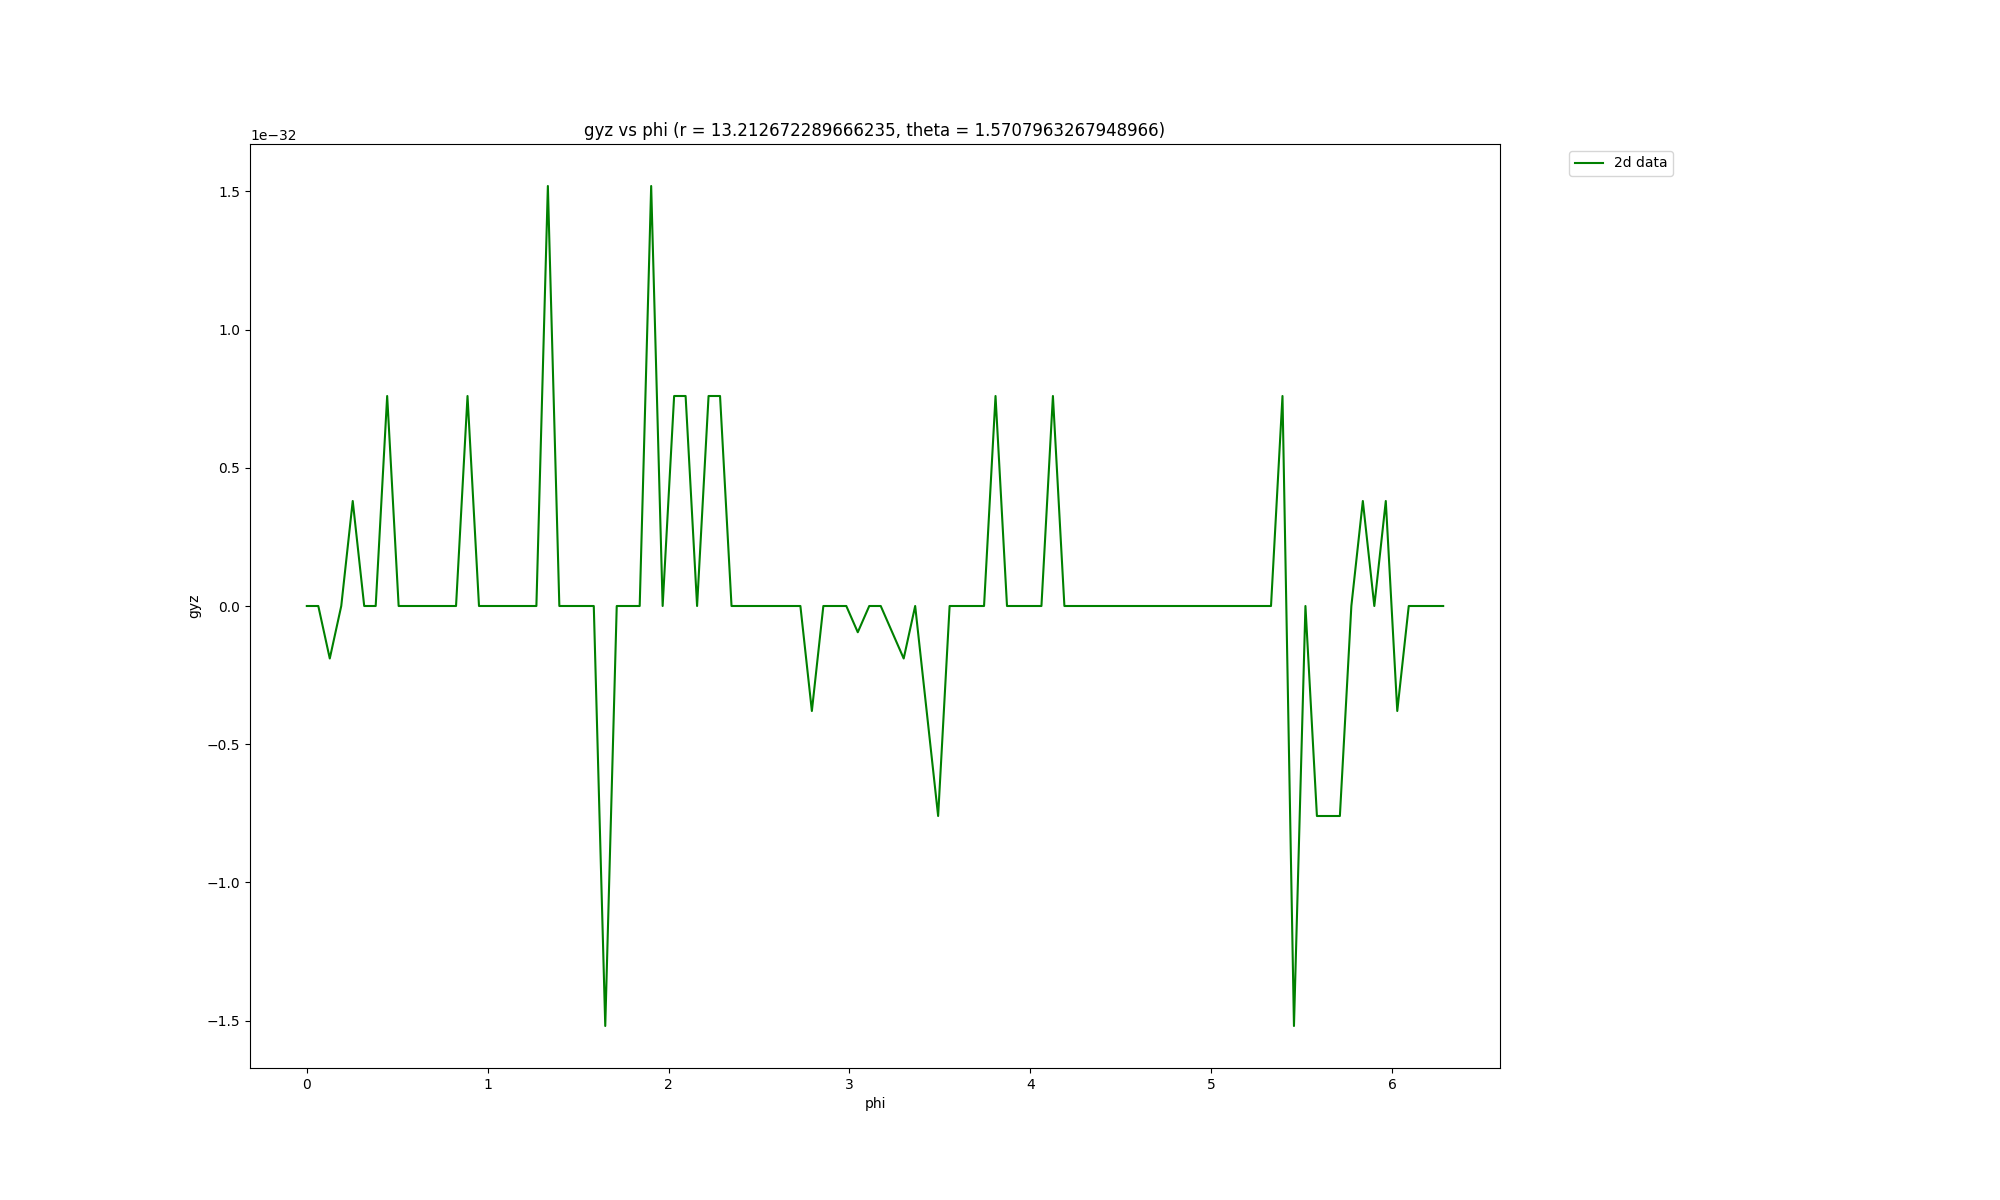 gyz vs phi (r = 13.212672289666235, theta = 1.5707963267948966)
1e−32
2d data
1.5
1.0
0.5
0.0
−0.5
−1.0
−1.5
gyz
0 1 2 3 4 5 6
phi